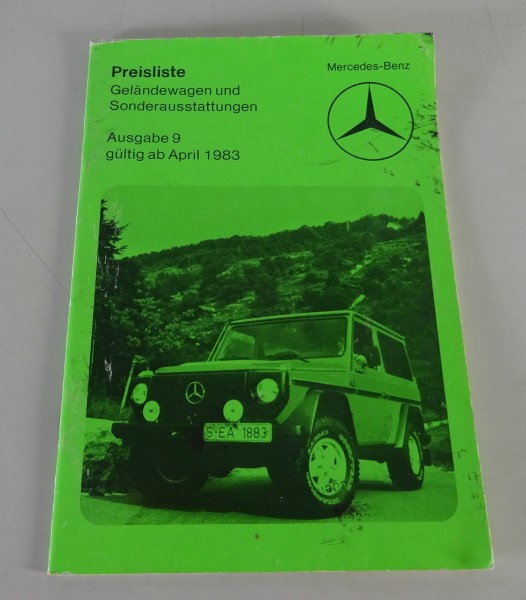 Preisliste
Geländewagen und
Sonderausstattungen
Ausgabe 9
gültig ab April 1983
Mercedes-Benz
S-EA 1883